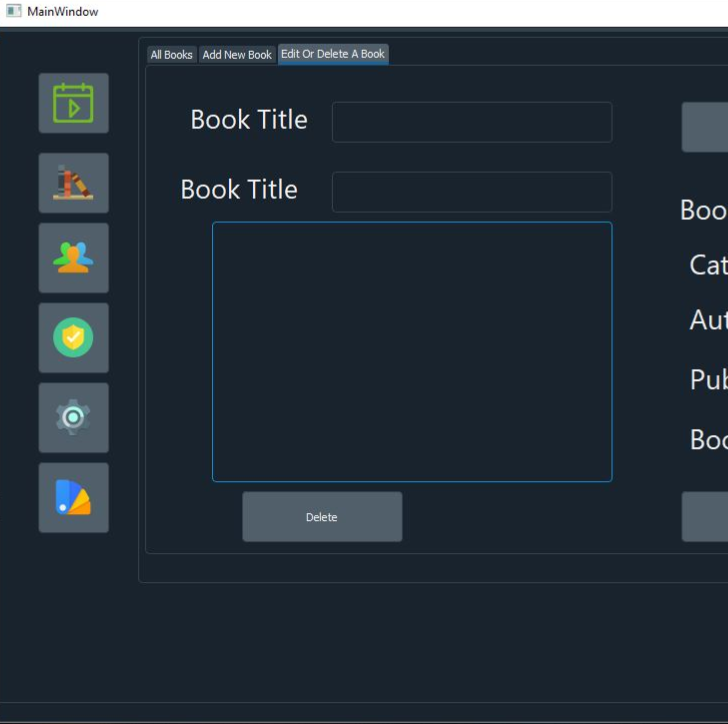 MainWindow
All Books
Add New Book
Edit Or Delete A Book
Book Title
Book Title
Delete
Boo
Cat
Aut
Pub
Boo